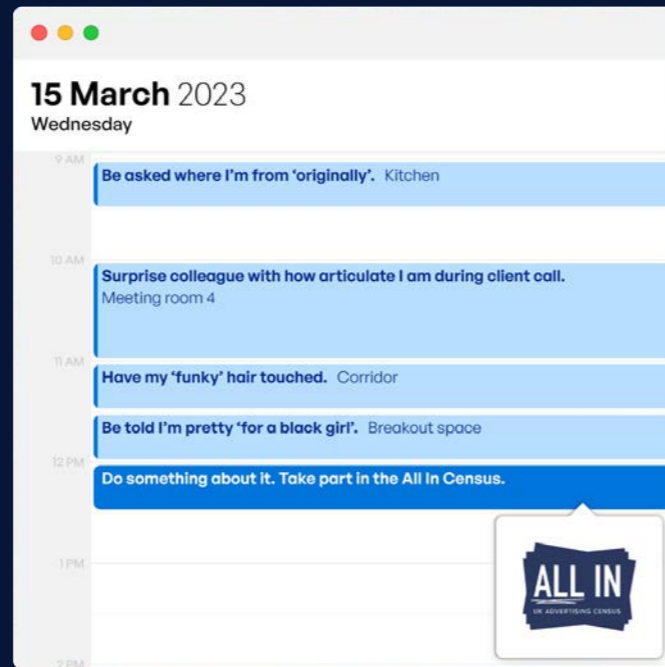 15 March 2023
Wednesday
9 AM
Be asked where I'm from ‘originally’. Kitchen
10 AM
Surprise colleague with how articulate I am during client call.
Meeting room 4
11 AM
Have my ‘funky’ hair touched. Corridor
Be told I'm pretty ‘for a black girl’. Breakout space
12 PM
Do something about it. Take part in the All In Census.
1 PM
ALL IN
UK ADVERTISING CENSUS
2 PM